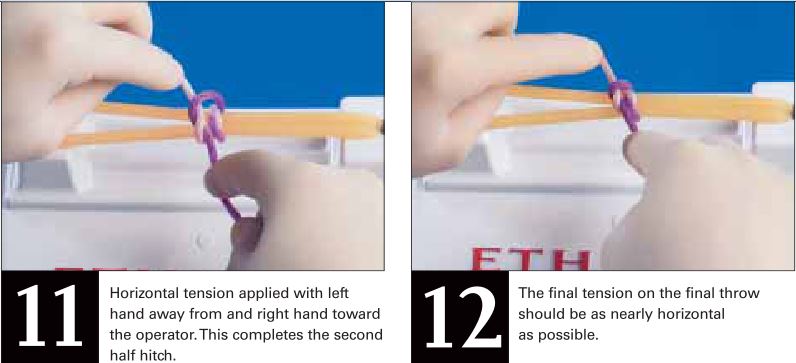 ETH
11
Horizontal tension applied with left
hand away from and right hand toward
the operator. This completes the second
half hitch.
12
The final tension on the final throw
should be as nearly horizontal
as possible.